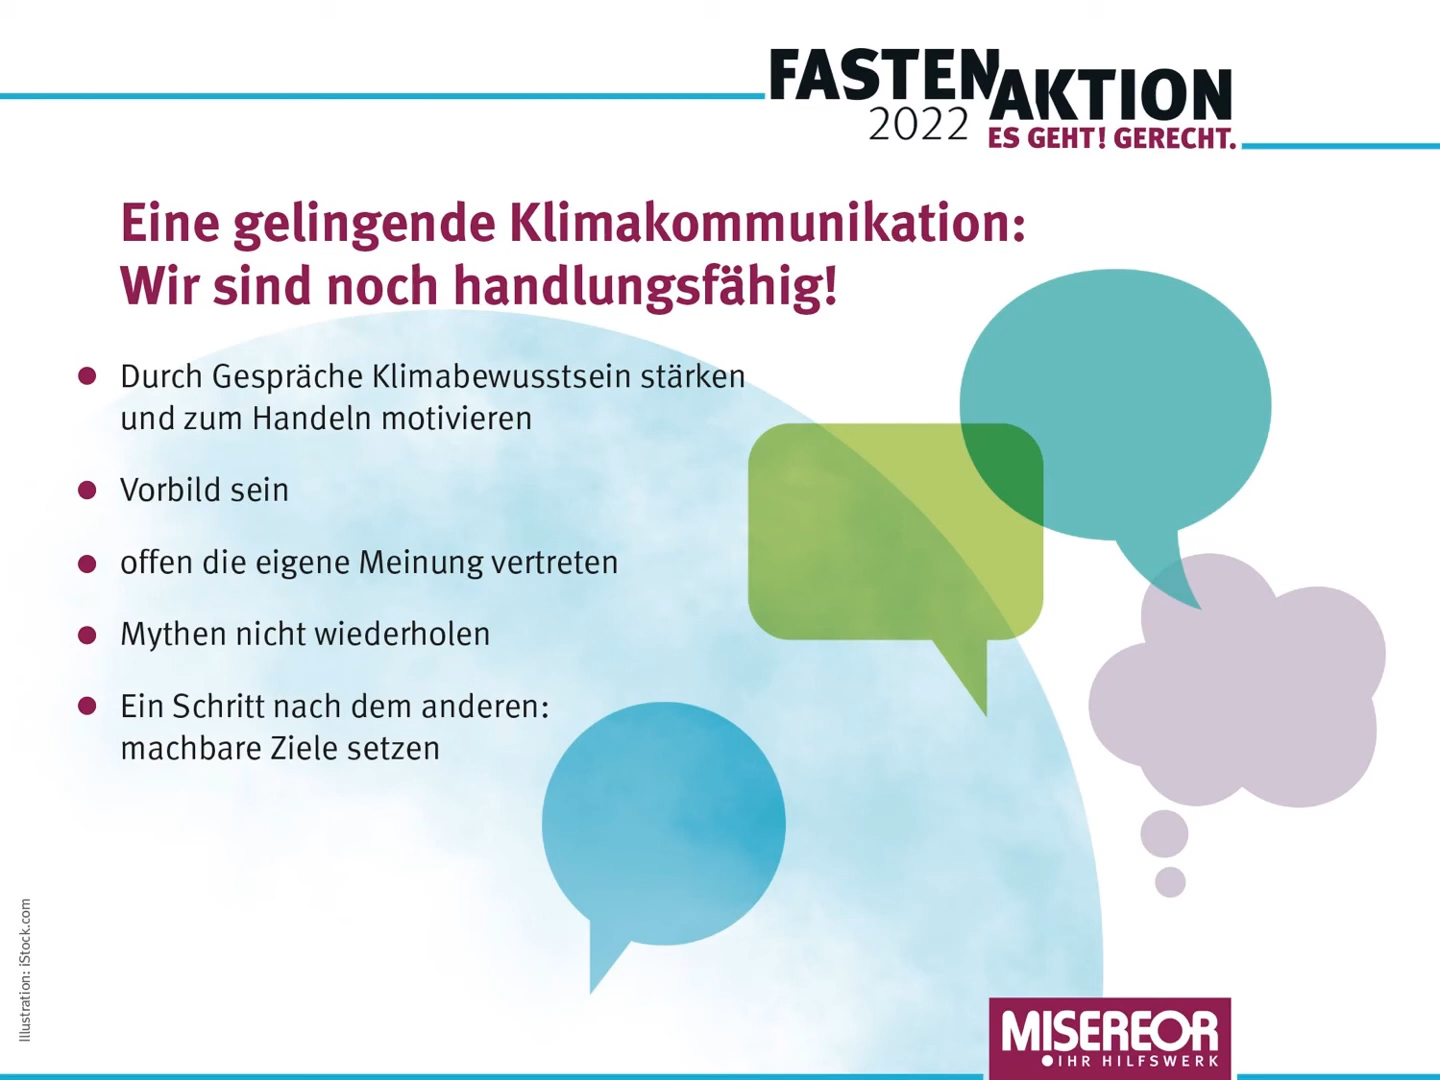 FASTENAKTION
2022
ES GEHT! GERECHT.
Eine gelingende Klimakommunikation:
Wir sind noch handlungsfähig!
● Durch Gespräche Klimabewusstsein stärken
und zum Handeln motivieren
● Vorbild sein
● offen die eigene Meinung vertreten
● Mythen nicht wiederholen
● Ein Schritt nach dem anderen:
machbare Ziele setzen
Illustration: iStock.com
MISEREOR
● IHR HILFSWERK